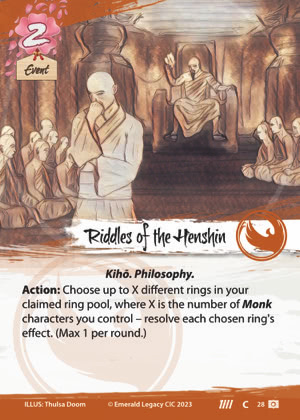 2
Event
Riddles of the Henshin
Kihō. Philosophy.
Action: Choose up to X different rings in your
claimed ring pool, where X is the number of Monk
characters you control – resolve each chosen ring's
effect. (Max 1 per round.)
ILLUS: Thulsa Doom © Emerald Legacy CIC 2023 C 28